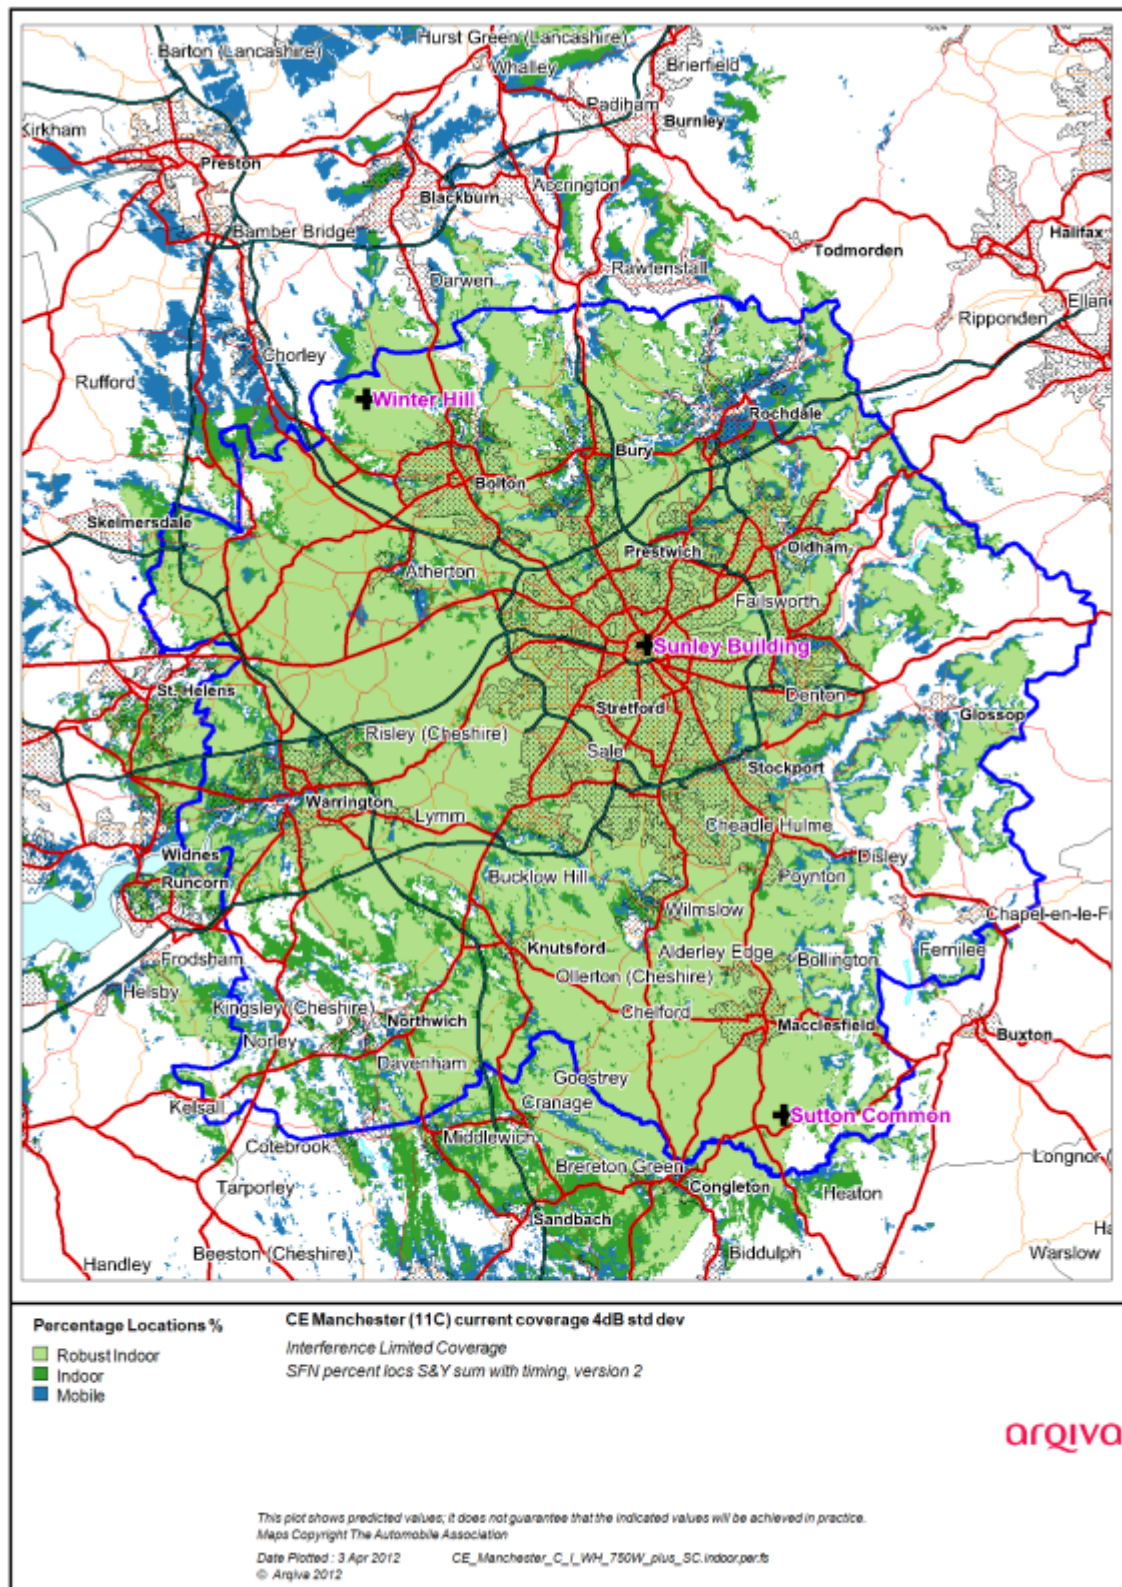 Hurst Green (Lancashire)
Barton (Lancashire)
Whalley
Brierfield
Padiham
Burnley
Kirkham
Preston
Accrington
Blackburn
Bamber Bridge
Halifax
Todmorden
Rawtenstall
Darwen
Ripponden
Chorley
Rufford
Winter Hill
Rochdale
Bury
Bolton
Skelmersdale
Prestwich
Oldham
Atherton
Failsworth
Sunley Building
St. Helens
Denton
Stretford
Glossop
Risley (Cheshire)
Sale
Stockport
Warrington
Lymm
Cheadle Hulme
Widnes
Disley
Runcorn
Bucklow Hill
Poynton
Wilmslow
Chapel-en-le-F
Knutsford
Alderley Edge
Fernilee
Frodsham
Bollington
Ollerton (Cheshire)
Helsby
Kingsley (Cheshire)
Chelford
Northwich
Macclesfield
Buxton
Norley
Davenham
Goostrey
Cranage
Kelsall
Sutton Common
Middlewich
Cotebrook
Longnor (
Brereton Green
Tarporley
Congleton
Heaton
Sandbach
Ha
Beeston (Cheshire)
Biddulph
Warslow
Handley
Percentage Locations %
Robust Indoor
Indoor
Mobile
CE Manchester (11C) current coverage 4dB std dev
Interference Limited Coverage
SFN percent locs S&Y sum with timing, version 2
arqiva
This plot shows predicted values; it does not guarantee that the indicated values will be achieved in practice.
Maps Copyright The Automobile Association
Date Plotted : 3 Apr 2012 CE_Manchester_C_I_WH_750W_plus_SC.indoor.per.fs
© Arqiva 2012